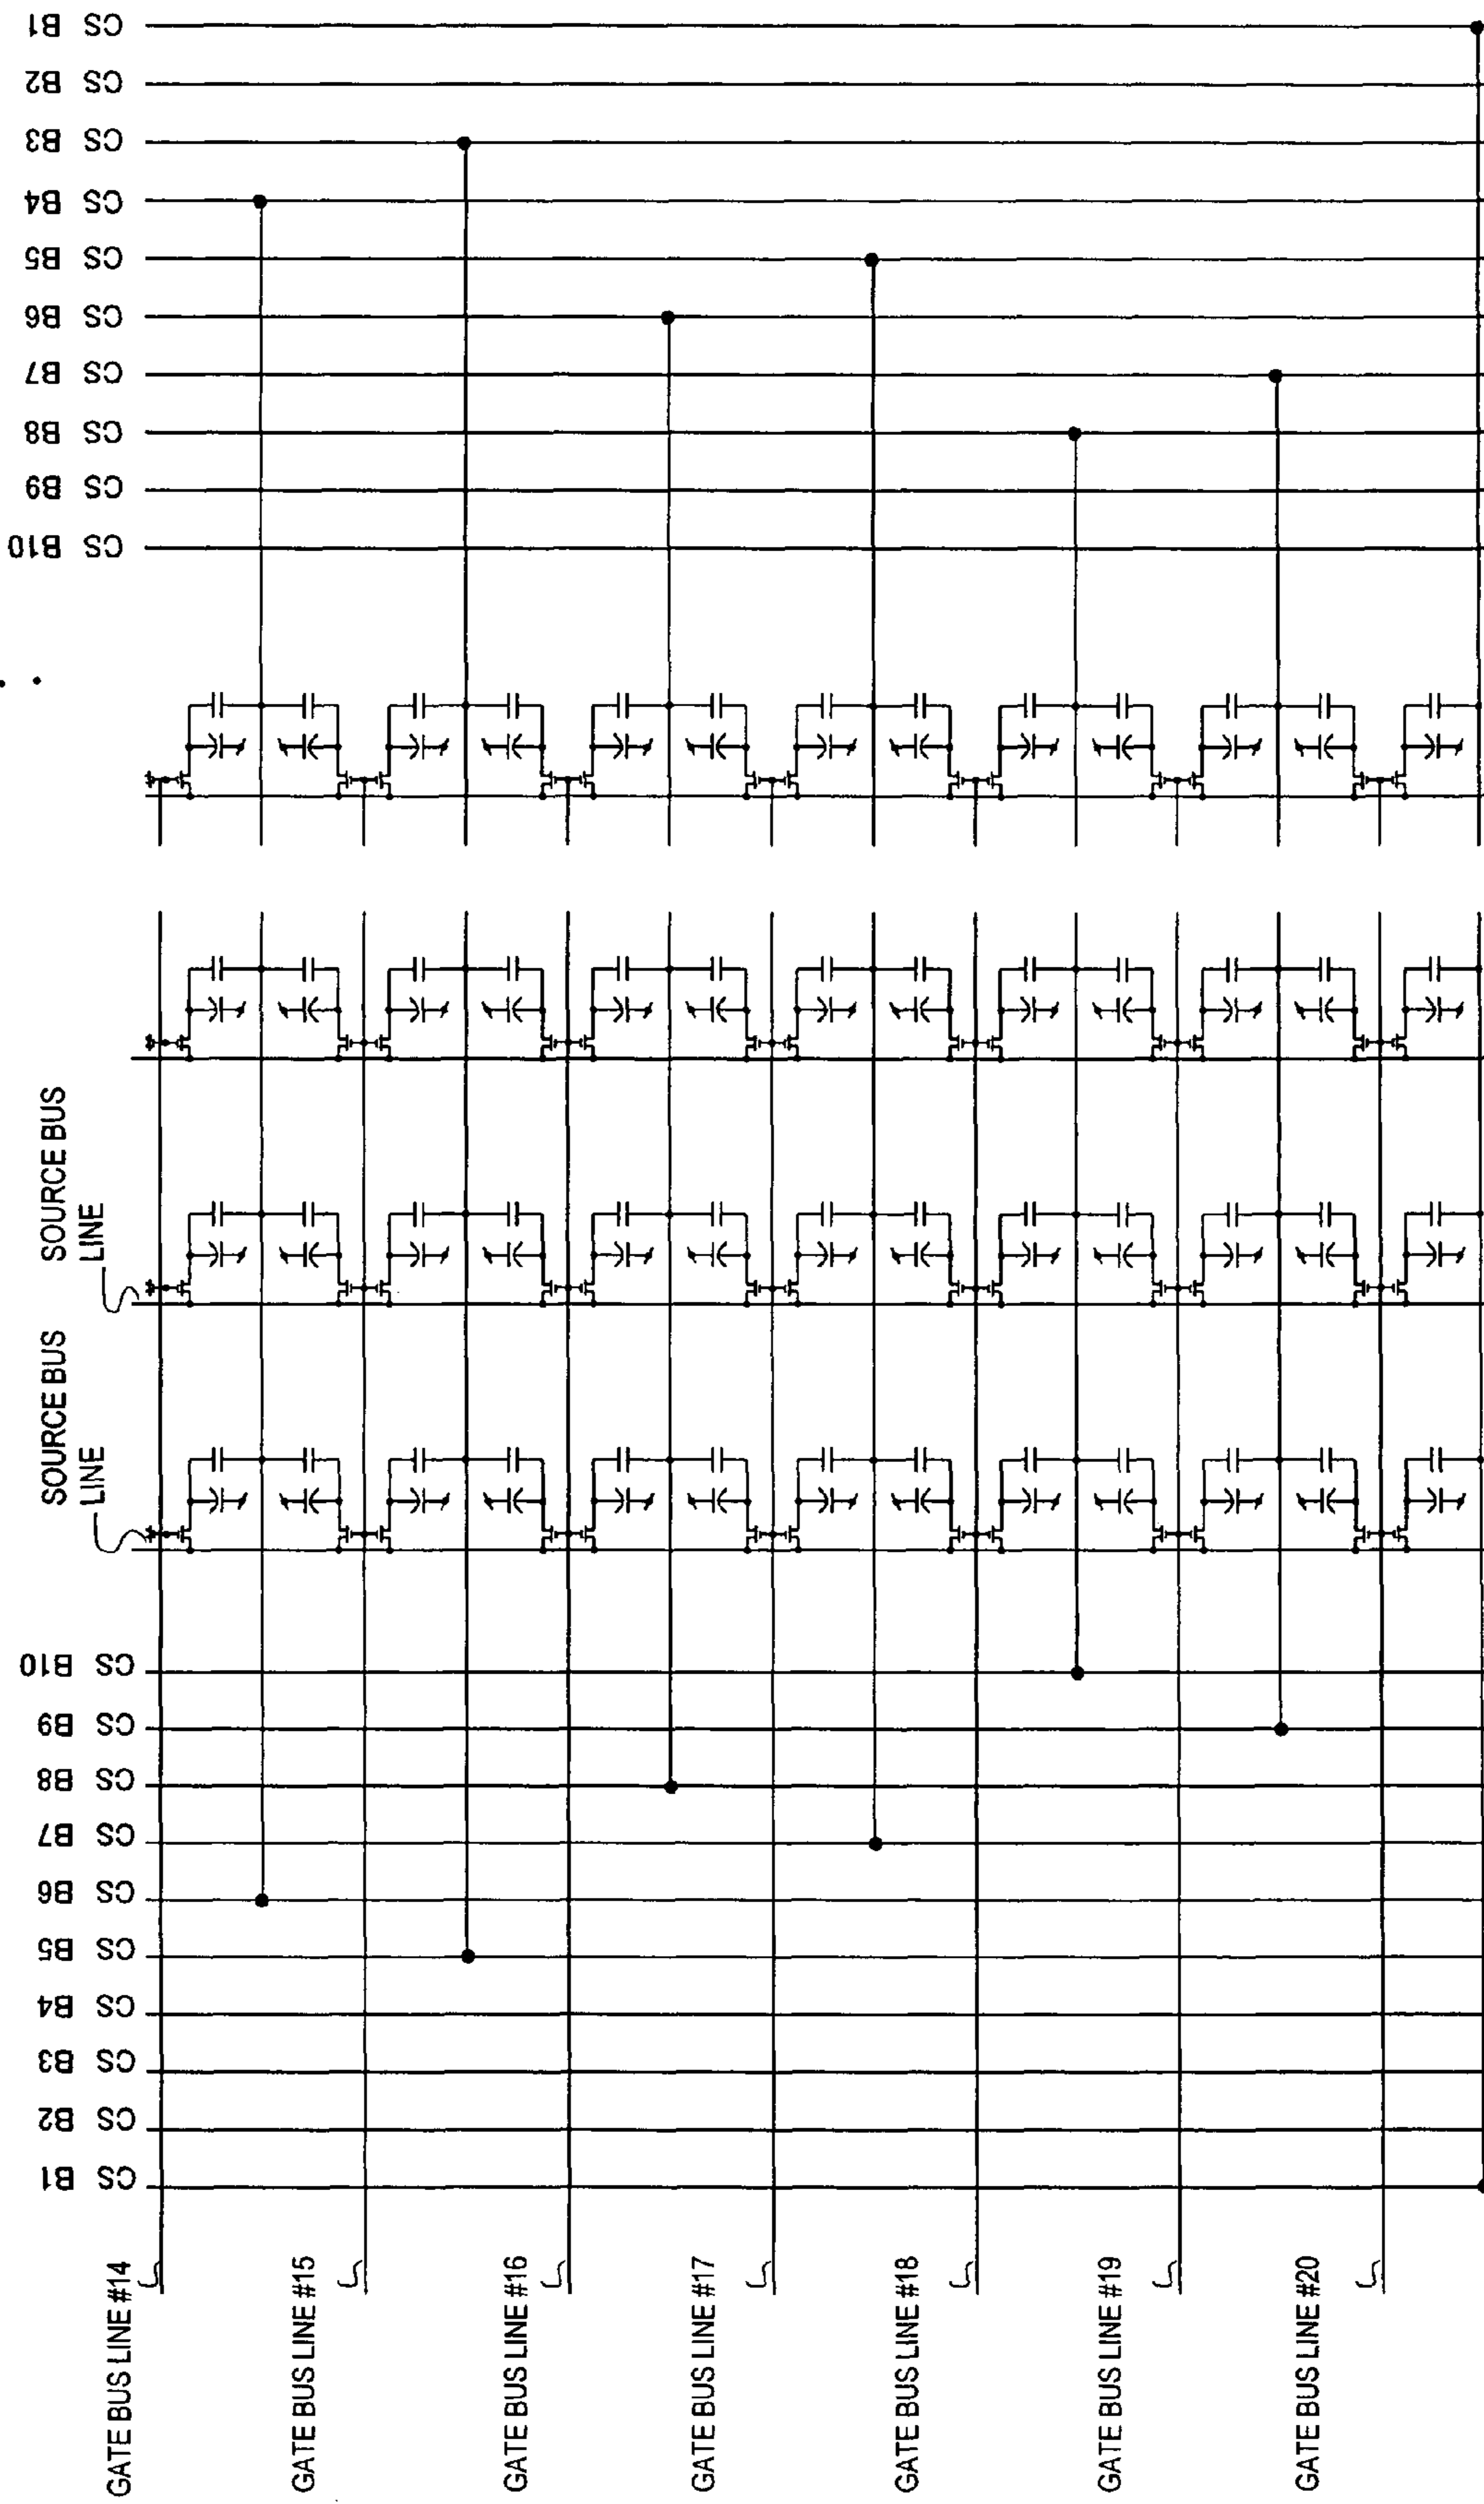 CS B1
CS B2
CS B3
CS B4
CS B5
CS B6
CS B7
CS B8
CS B9
CS B10
SOURCE BUS
LINE
SOURCE BUS
LINE
CS B10
CS B9
CS B8
CS B7
CS B6
CS B5
CS B4
CS B3
CS B2
CS B1
GATE BUS LINE #14
GATE BUS LINE #15
GATE BUS LINE #16
GATE BUS LINE #17
GATE BUS LINE #18
GATE BUS LINE #19
GATE BUS LINE #20